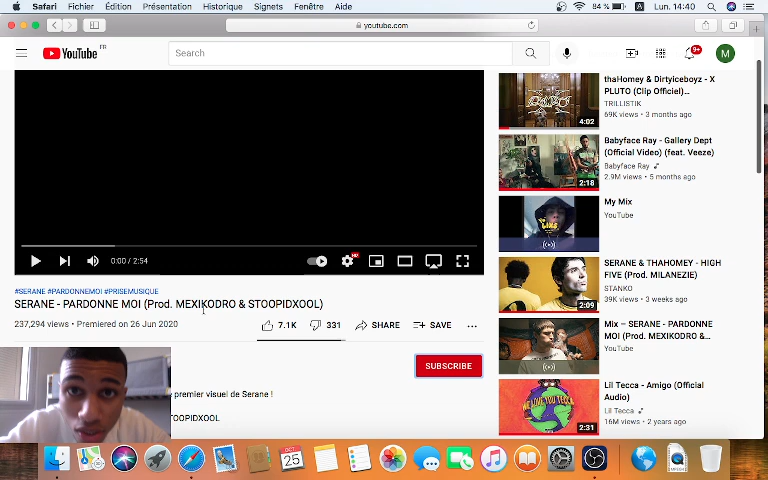 Safari Fichier Édition Présentation Historique Signets Fenêtre Aide 84 % A Lun. 14:40
youtube.com
YouTube FR
Search
9+
M
0:00 / 2:54
HD
#SERANE #PARDONNEMOI #PRISEMUSIQUE
SERANE - PARDONNE MOI (Prod. MEXIKODRO & STOOPIDXOOL)
237,294 views • Premiered on 26 Jun 2020
7.1K 331 SHARE SAVE
SUBSCRIBE
premier visuel de Serane !
TOOPIDXOOL
thaHomey & Dirtyiceboyz - X
PLUTO (Clip Officiel)...
TRILLISTIK
69K views • 3 months ago
4:02
Babyface Ray - Gallery Dept
(Official Video) (feat. Veeze)
Babyface Ray
2.9M views • 5 months ago
2:18
My Mix
YouTube
SERANE & THAHOMEY - HIGH
FIVE (Prod. MILANEZIE)
STANKO
39K views • 3 weeks ago
2:09
Mix – SERANE - PARDONNE
MOI (Prod. MEXIKODRO &...
YouTube
Lil Tecca - Amigo (Official
Audio)
Lil Tecca
16M views • 2 years ago
2:31
OCT
25